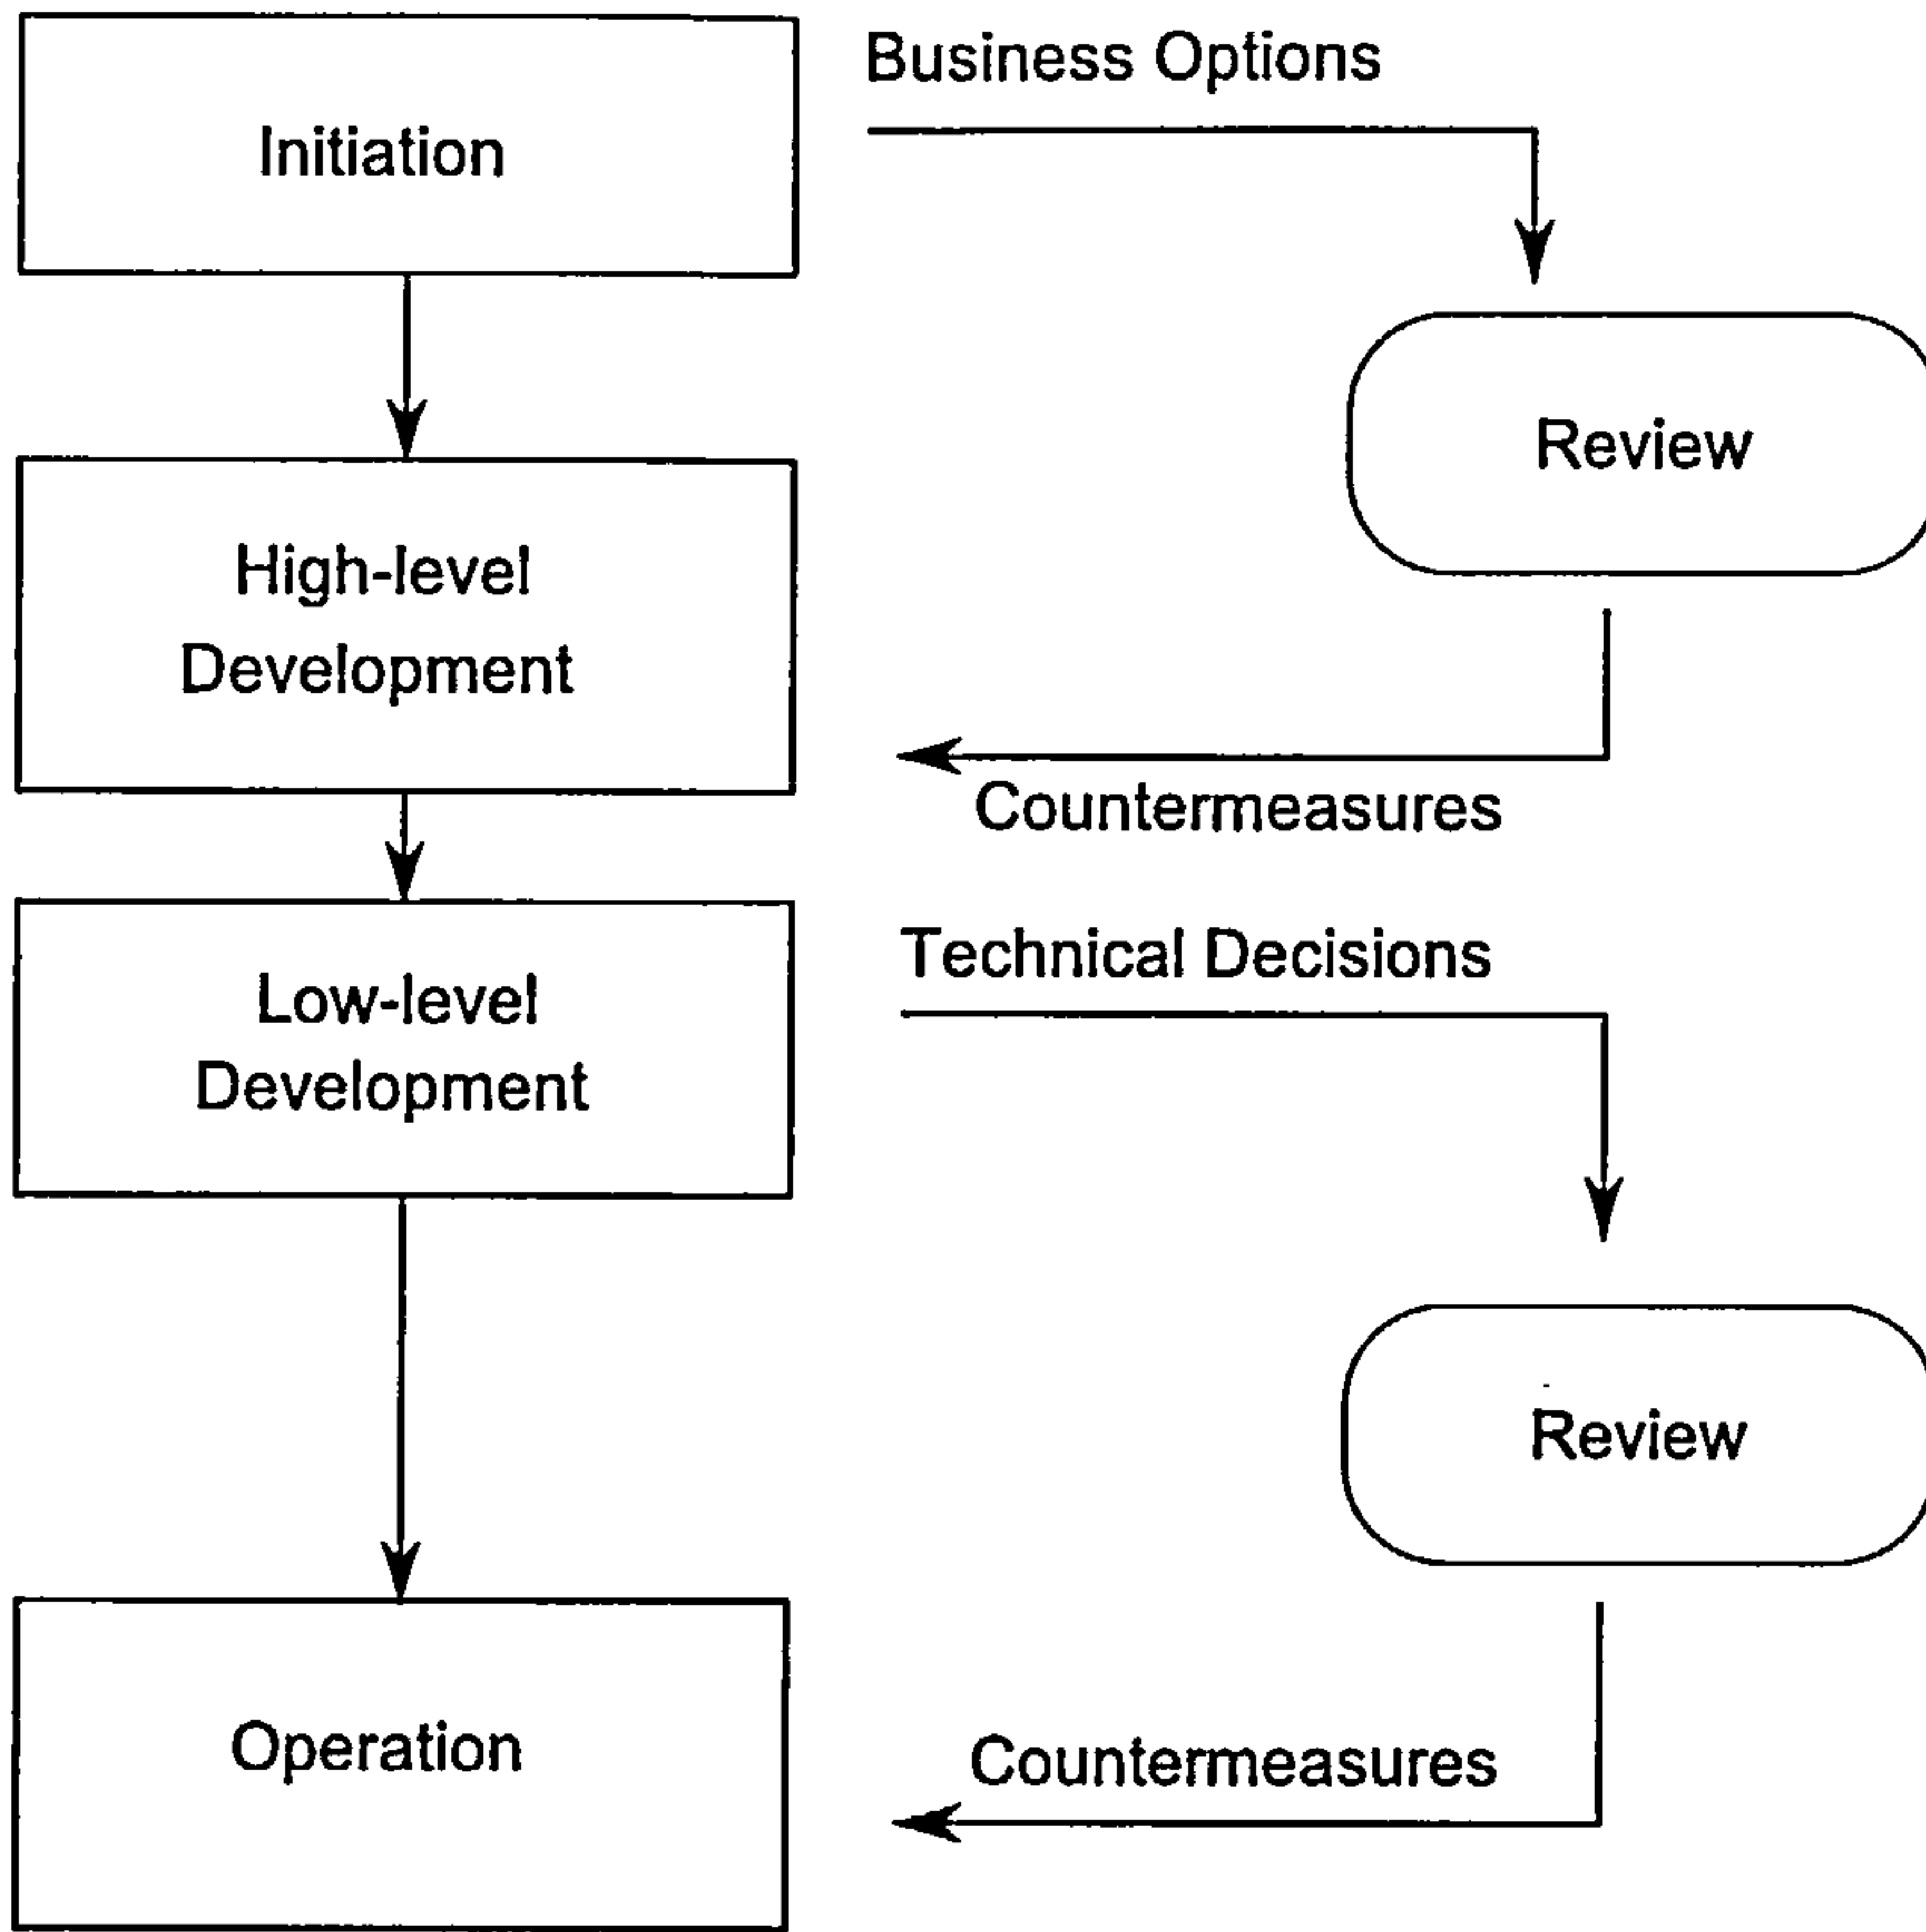 Initiation
Business Options
Review
High-level
Development
Countermeasures
Low-level
Development
Technical Decisions
Review
Operation
Countermeasures